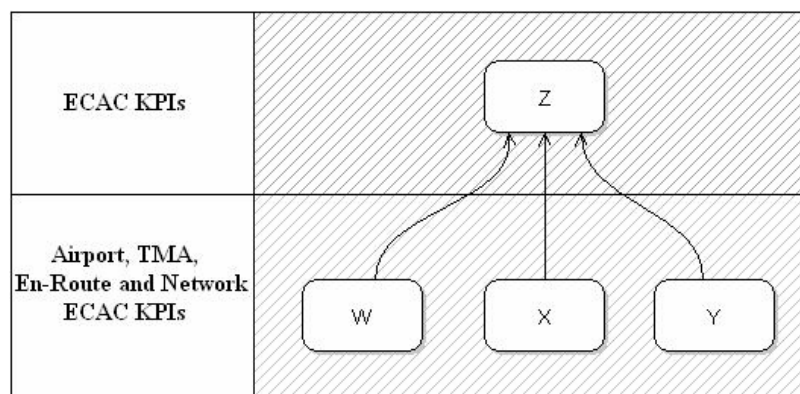 ECAC KPIs
Z
Airport, TMA,
En-Route and Network
ECAC KPIs
W
X
Y